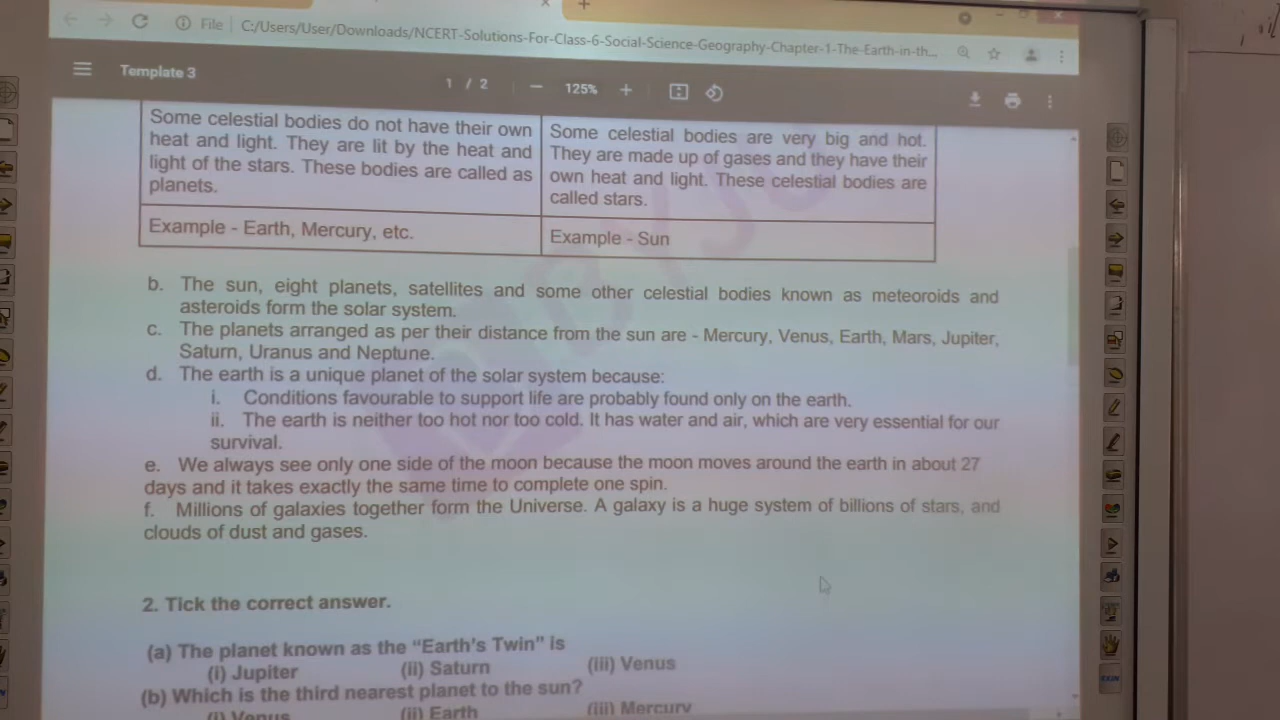 File C:/Users/User/Downloads/NCERT-Solutions-For-Class-6-Social-Science-Geography-Chapter-1-The-Earth-in-th...
Template 3
1 / 2
125%
Some celestial bodies do not have their own
heat and light. They are lit by the heat and
light of the stars. These bodies are called as
planets.
Some celestial bodies are very big and hot.
They are made up of gases and they have their
own heat and light. These celestial bodies are
called stars.
Example - Earth, Mercury, etc.
Example - Sun
b. The sun, eight planets, satellites and some other celestial bodies known as meteoroids and
asteroids form the solar system.
c. The planets arranged as per their distance from the sun are - Mercury, Venus, Earth, Mars, Jupiter,
Saturn, Uranus and Neptune.
d. The earth is a unique planet of the solar system because:
i. Conditions favourable to support life are probably found only on the earth.
ii. The earth is neither too hot nor too cold. It has water and air, which are very essential for our
survival.
e. We always see only one side of the moon because the moon moves around the earth in about 27
days and it takes exactly the same time to complete one spin.
f. Millions of galaxies together form the Universe. A galaxy is a huge system of billions of stars, and
clouds of dust and gases.
2. Tick the correct answer.
(a) The planet known as the "Earth's Twin" is
(i) Jupiter (ii) Saturn (iii) Venus
(b) Which is the third nearest planet to the sun?
(i) Venus (ii) Earth (iii) Mercury